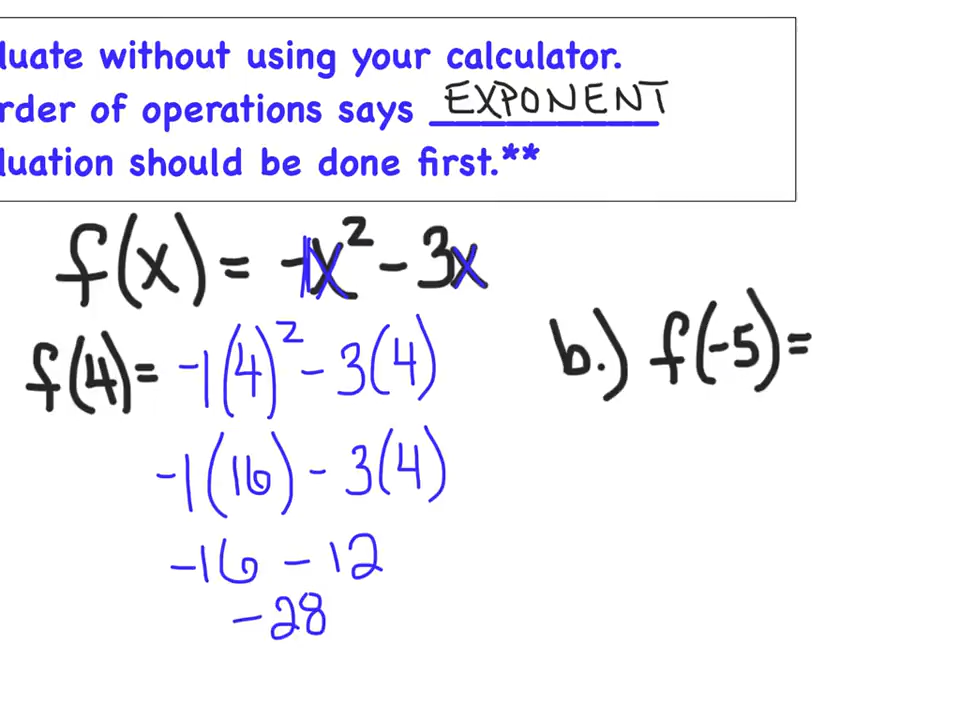 luate without using your calculator.
rder of operations says EXPONENT
luation should be done first.**
f(x) = -1x² - 3x
f(4) = -1(4)² - 3(4)
b.) f(-5) =
-1(16) - 3(4)
-16 - 12
-28